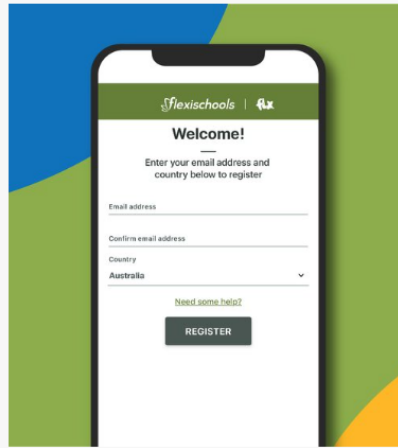 flexischools | flx
Welcome!
Enter your email address and
country below to register
Email address
Confirm email address
Country
Australia
Need some help?
REGISTER